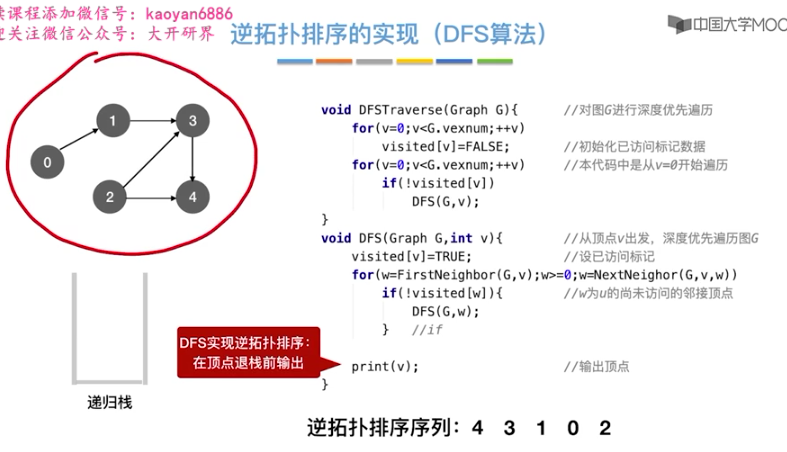 读课程添加微信号：kaoyan6886
迎关注微信公众号：大开研界
逆拓扑排序的实现（DFS算法）
中国大学MOO
0
1
3
2
4
void DFSTraverse(Graph G){ //对图G进行深度优先遍历
for(v=0;v<G.vexnum;++v)
visited[v]=FALSE; //初始化已访问标记数据
for(v=0;v<G.vexnum;++v) //本代码中是从v=0开始遍历
if(!visited[v])
DFS(G,v);
}
void DFS(Graph G,int v){ //从顶点v出发，深度优先遍历图G
visited[v]=TRUE; //设已访问标记
for(w=FirstNeighbor(G,v);w>=0;w=NextNeighor(G,v,w))
if(!visited[w]){ //w为u的尚未访问的邻接顶点
DFS(G,w);
} //if
print(v); //输出顶点
}
DFS实现逆拓扑排序：
在顶点退栈前输出
递归栈
逆拓扑排序序列：4 3 1 0 2